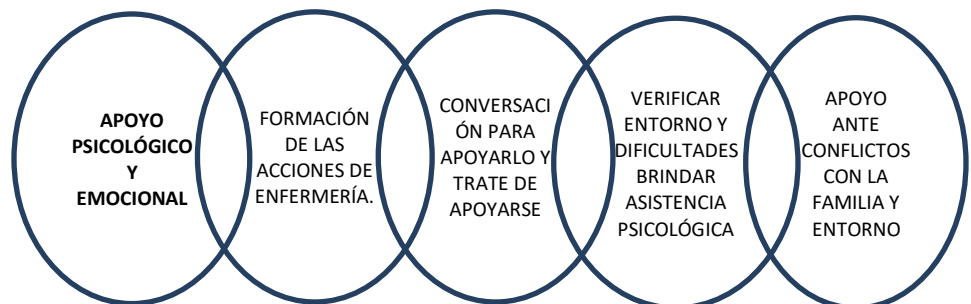 APOYO
PSICOLÓGICO
Y
EMOCIONAL
FORMACIÓN
DE LAS
ACCIONES DE
ENFERMERÍA.
CONVERSACI
ÓN PARA
APOYARLO Y
TRATE DE
APOYARSE
VERIFICAR
ENTORNO Y
DIFICULTADES
BRINDAR
ASISTENCIA
PSICOLÓGICA
APOYO
ANTE
CONFLICTOS
CON LA
FAMILIA Y
ENTORNO